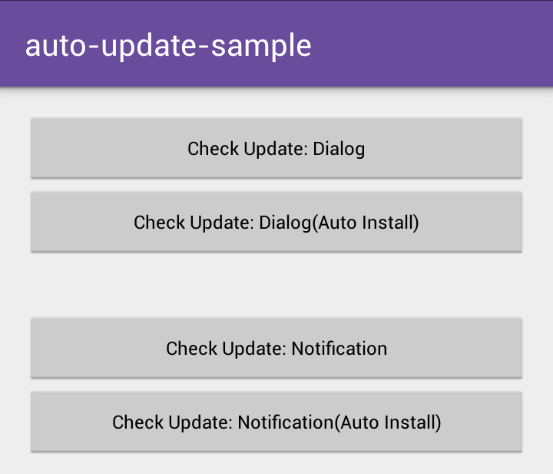 auto-update-sample
Check Update: Dialog
Check Update: Dialog(Auto Install)
Check Update: Notification
Check Update: Notification(Auto Install)